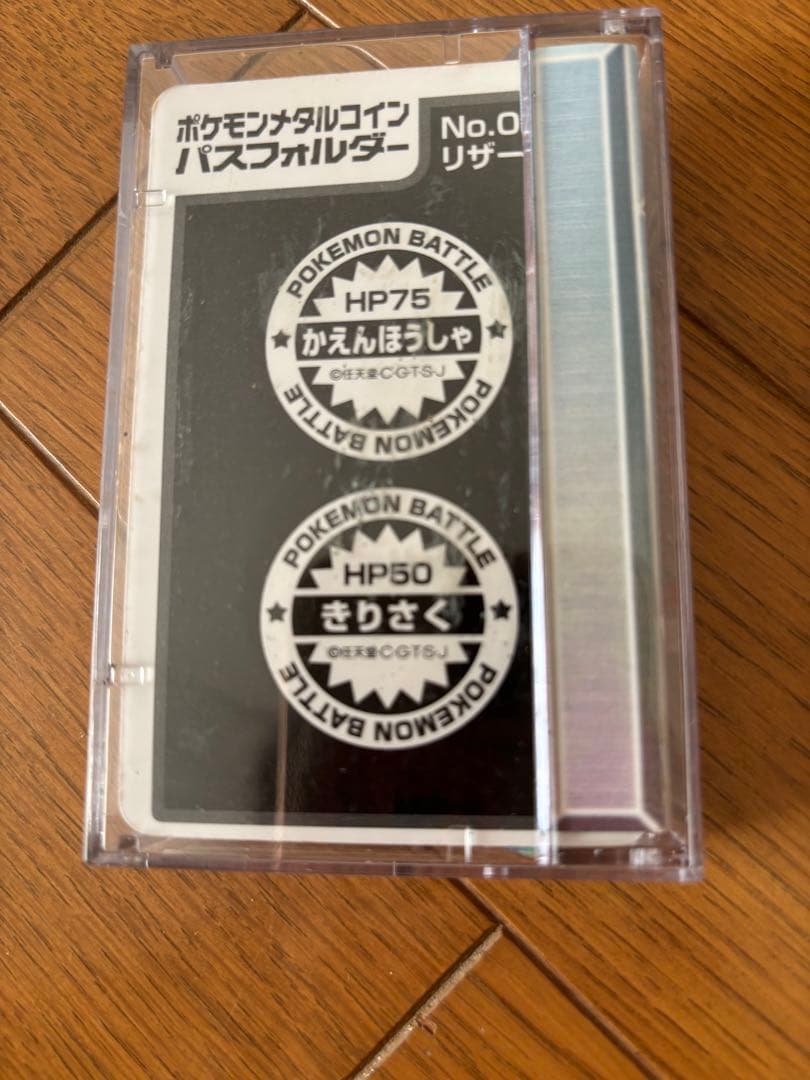 ポケモンメタルコイン
パスフォルダー
No.0
リザー
POKEMON BATTLE
HP75
かえんほうしゃ
©任天堂CGTSJ
POKEMON BATTLE
POKEMON BATTLE
HP50
きりさく
©任天堂CGTSJ
POKEMON BATTLE